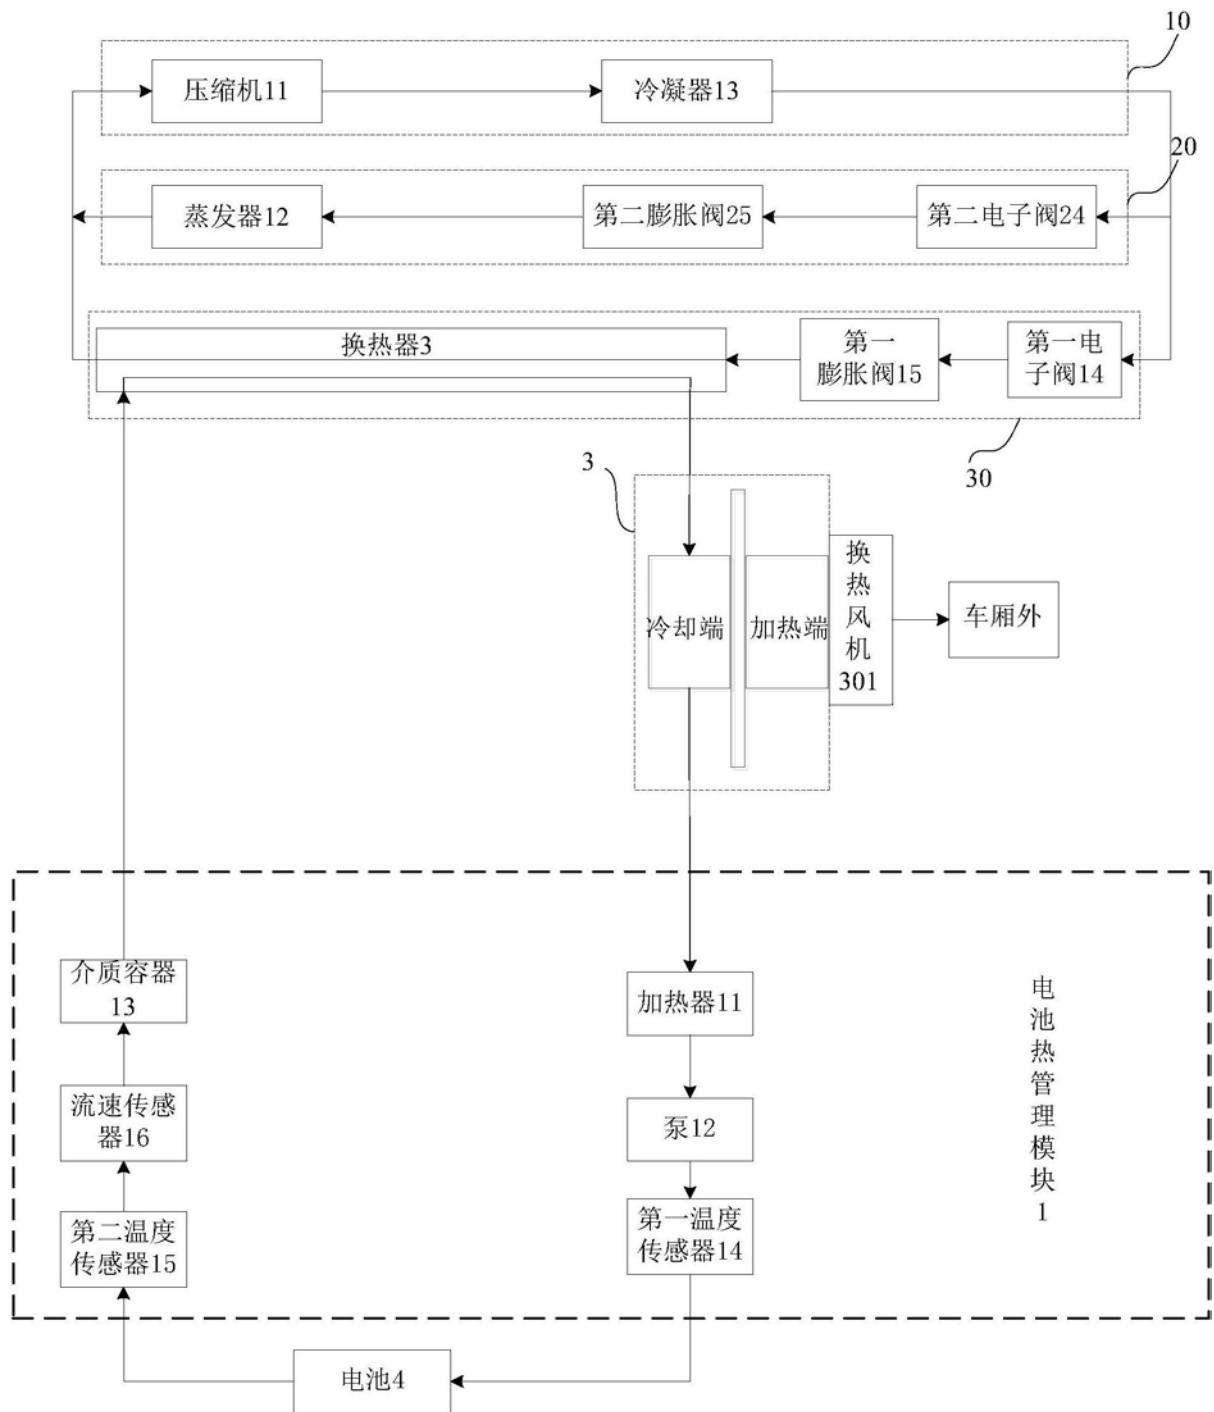 10
压缩机11
冷凝器13
20
蒸发器12
第二膨胀阀25
第二电子阀24
换热器3
第一
膨胀阀15
第一电
子阀14
30
3
冷却端
加热端
换
热
风
机
301
车厢外
介质容器
13
加热器11
流速传感
器16
泵12
第二温度
传感器15
第一温度
传感器14
电
池
热
管
理
模
块
1
电池4